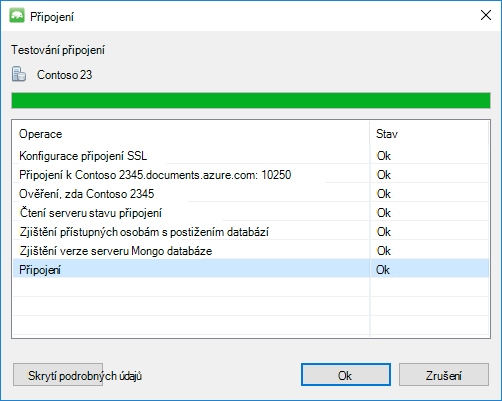 Připojení
Testování připojení
Contoso 23
Operace Stav
Konfigurace připojení SSL Ok
Připojení k Contoso 2345.documents.azure.com: 10250 Ok
Ověření, zda Contoso 2345 Ok
Čtení serveru stavu připojení Ok
Zjištění přístupných osobám s postižením databází Ok
Zjištění verze serveru Mongo databáze Ok
Připojení Ok
Skrytí podrobných údajů Ok Zrušení